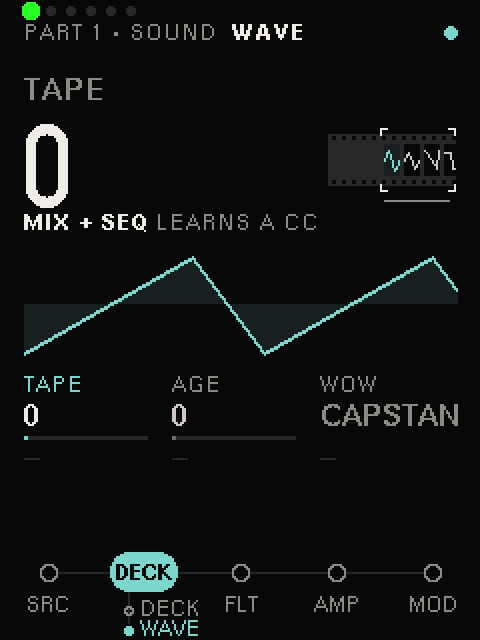 PART 1 · SOUND WAVE
TAPE
0
MIX + SEQ LEARNS A CC
TAPE AGE WOW
0 0 CAPSTAN
DECK
SRC FLT AMP MOD
DECK
WAVE